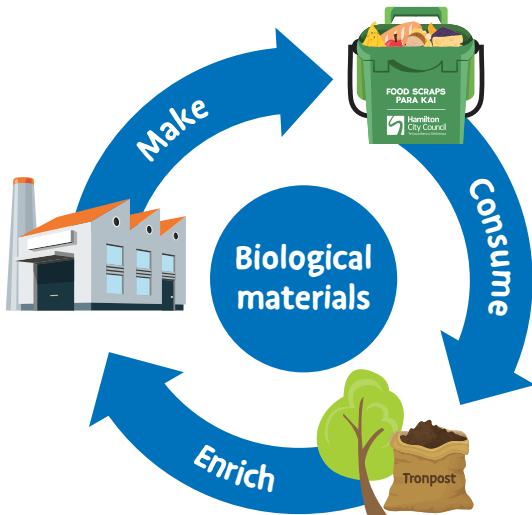 Make
FOOD SCRAPS
PARA KAI
Hamilton
City Council
Consume
Biological
materials
Enrich
Tronpost